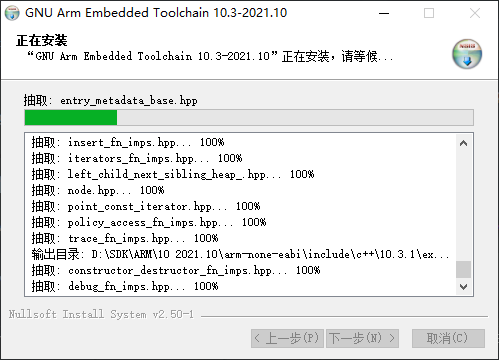 GNU Arm Embedded Toolchain 10.3-2021.10
正在安装
“GNU Arm Embedded Toolchain 10.3-2021.10”正在安装，请等候...
抽取: entry_metadata_base.hpp
抽取: insert_fn_imps.hpp... 100%
抽取: iterators_fn_imps.hpp... 100%
抽取: left_child_next_sibling_heap_.hpp... 100%
抽取: node.hpp... 100%
抽取: point_const_iterator.hpp... 100%
抽取: policy_access_fn_imps.hpp... 100%
抽取: trace_fn_imps.hpp... 100%
输出目录: D:\SDK\ARM\10 2021.10\arm-none-eabi\include\c++\10.3.1\ex...
抽取: constructor_destructor_fn_imps.hpp... 100%
抽取: debug_fn_imps.hpp... 100%
Nullsoft Install System v2.50-1
< 上一步(P) 下一步(N) > 取消(C)